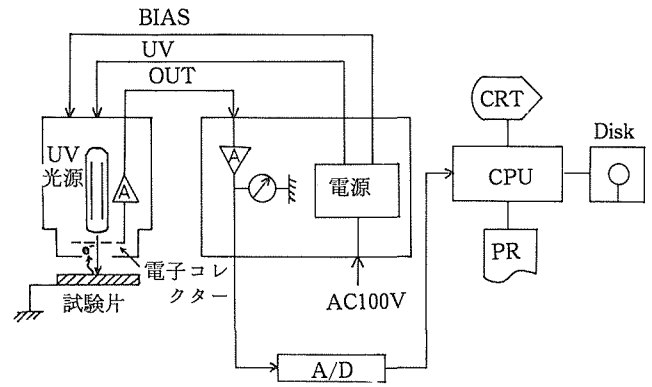 BIAS
UV
OUT
UV
光源
A
e
電子コレ
クター
試験片
A
電源
AC100V
A/D
CRT
CPU
Disk
PR